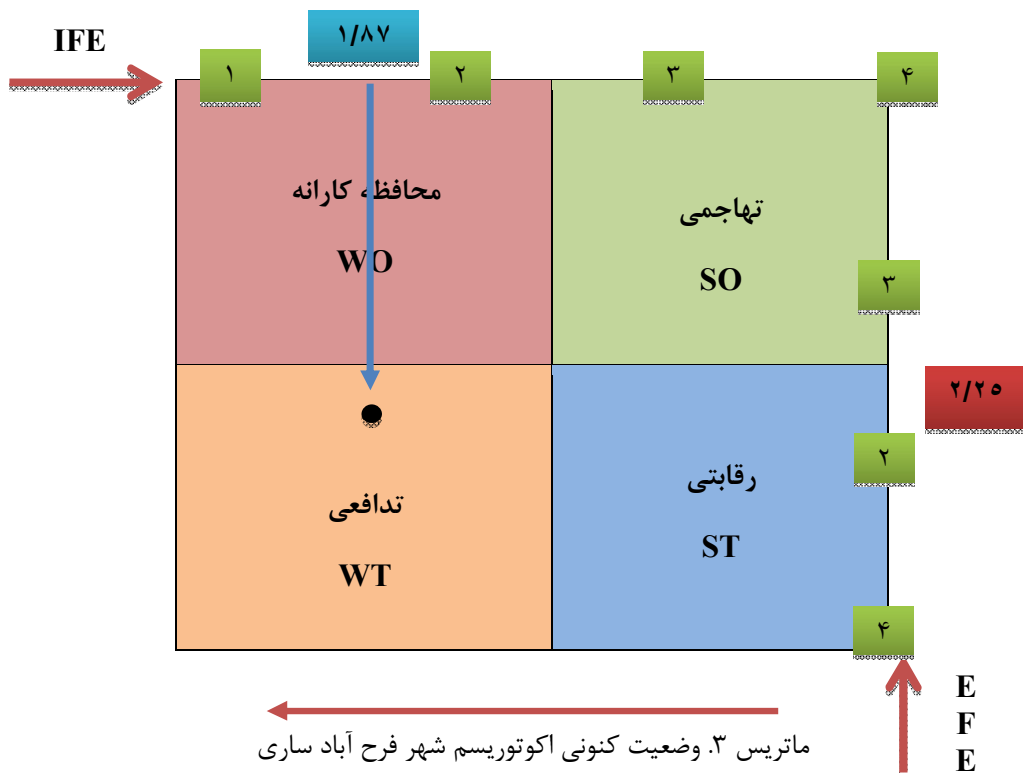 IFE
۱/۸۷
۱
۲
۳
۴
محافظه کارانه
WO
تهاجمی
SO
۳
۲/۲۵
۲
تدافعی
WT
رقابتی
ST
۴
E
F
E
ماتریس ۳. وضعیت کنونی اکوتوریسم شهر فرح آباد ساری